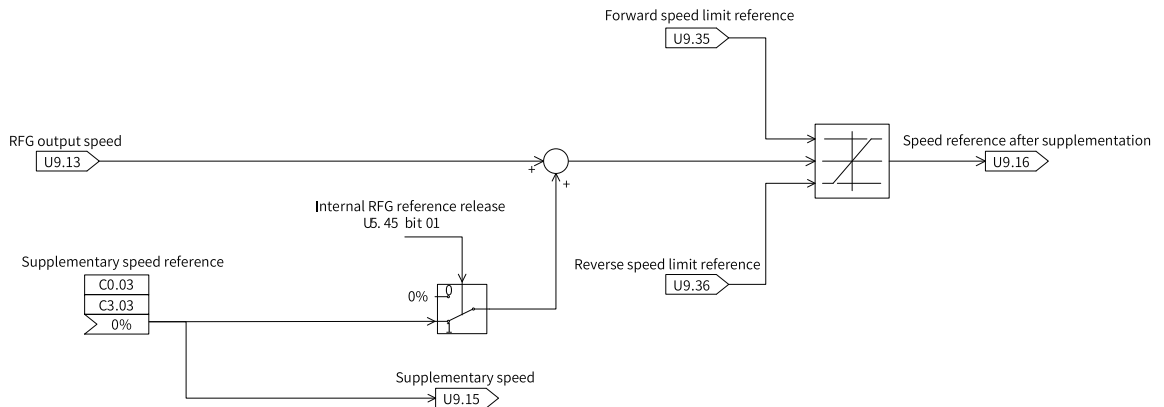 Forward speed limit reference
U9.35
RFG output speed
U9.13
Speed reference after supplementation
U9.16
+
+
Internal RFG reference release
U5. 45 bit 01
Supplementary speed reference
C0.03
C3.03
0%
0%
0
1
Reverse speed limit reference
U9.36
Supplementary speed
U9.15